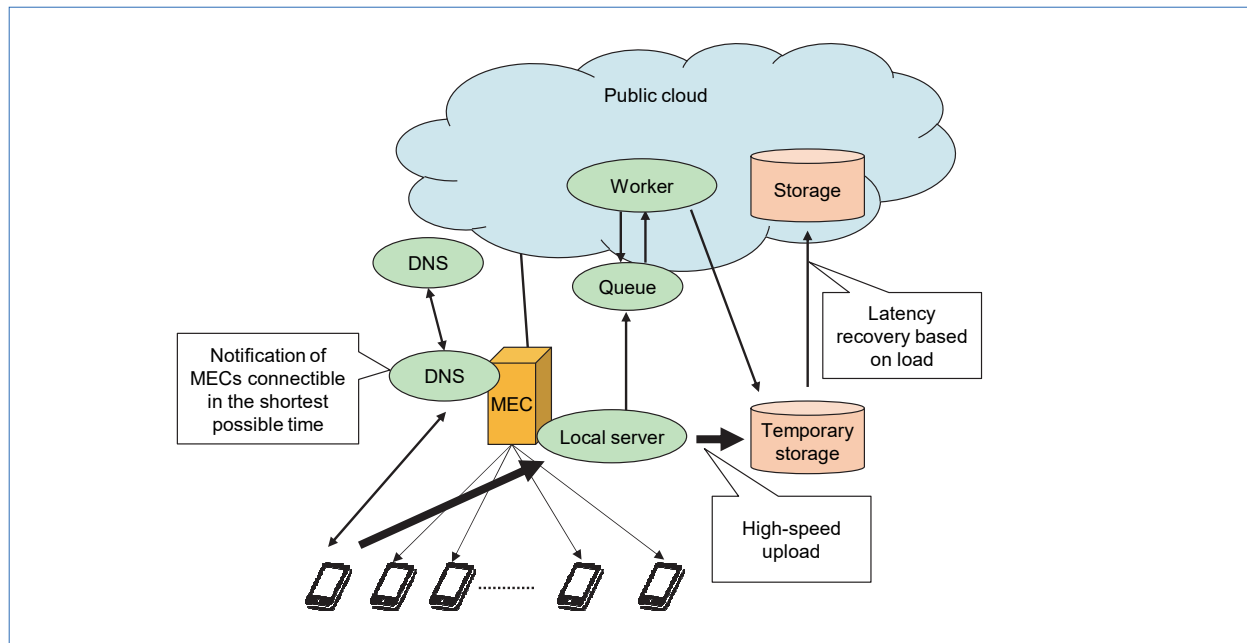 Public cloud
Worker
Storage
DNS
Queue
Latency
recovery based
on load
Notification of
MECs connectible
in the shortest
possible time
DNS
MEC
Local server
Temporary
storage
High-speed
upload